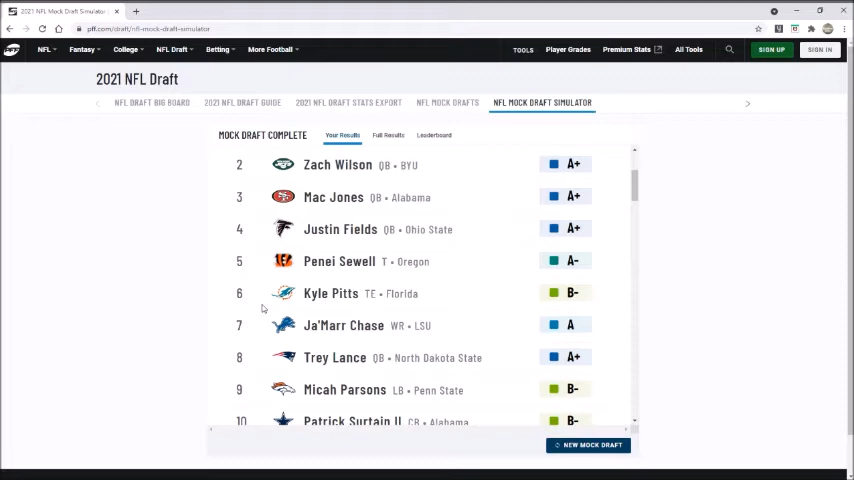 2021 NFL Mock Draft Simulator
pff.com/draft/nfl-mock-draft-simulator
PFF NFL Fantasy College NFL Draft Betting More Football TOOLS Player Grades Premium Stats All Tools SIGN UP SIGN IN
2021 NFL Draft
NFL DRAFT BIG BOARD 2021 NFL DRAFT GUIDE 2021 NFL DRAFT STATS EXPORT NFL MOCK DRAFTS NFL MOCK DRAFT SIMULATOR
MOCK DRAFT COMPLETE Your Results Full Results Leaderboard
2 Zach Wilson QB • BYU A+
3 Mac Jones QB • Alabama A+
4 Justin Fields QB • Ohio State A+
5 Penei Sewell T • Oregon A-
6 Kyle Pitts TE • Florida B-
7 Ja'Marr Chase WR • LSU A
8 Trey Lance QB • North Dakota State A+
9 Micah Parsons LB • Penn State B-
10 Patrick Surtain II CB • Alabama B-
NEW MOCK DRAFT